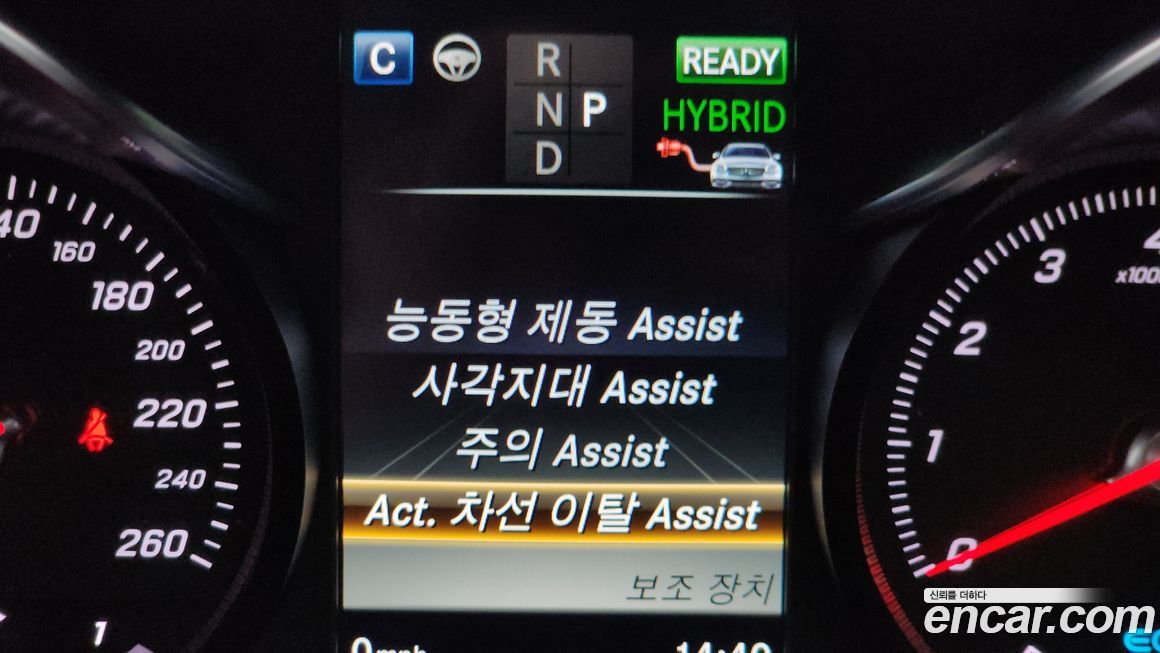 C
R
N P
D
READY
HYBRID
능동형 제동 Assist
사각지대 Assist
주의 Assist
Act. 차선 이탈 Assist
보조 장치
160
180
200
220
240
260
1
3
2
1
0
신뢰를 더하다
encar.com